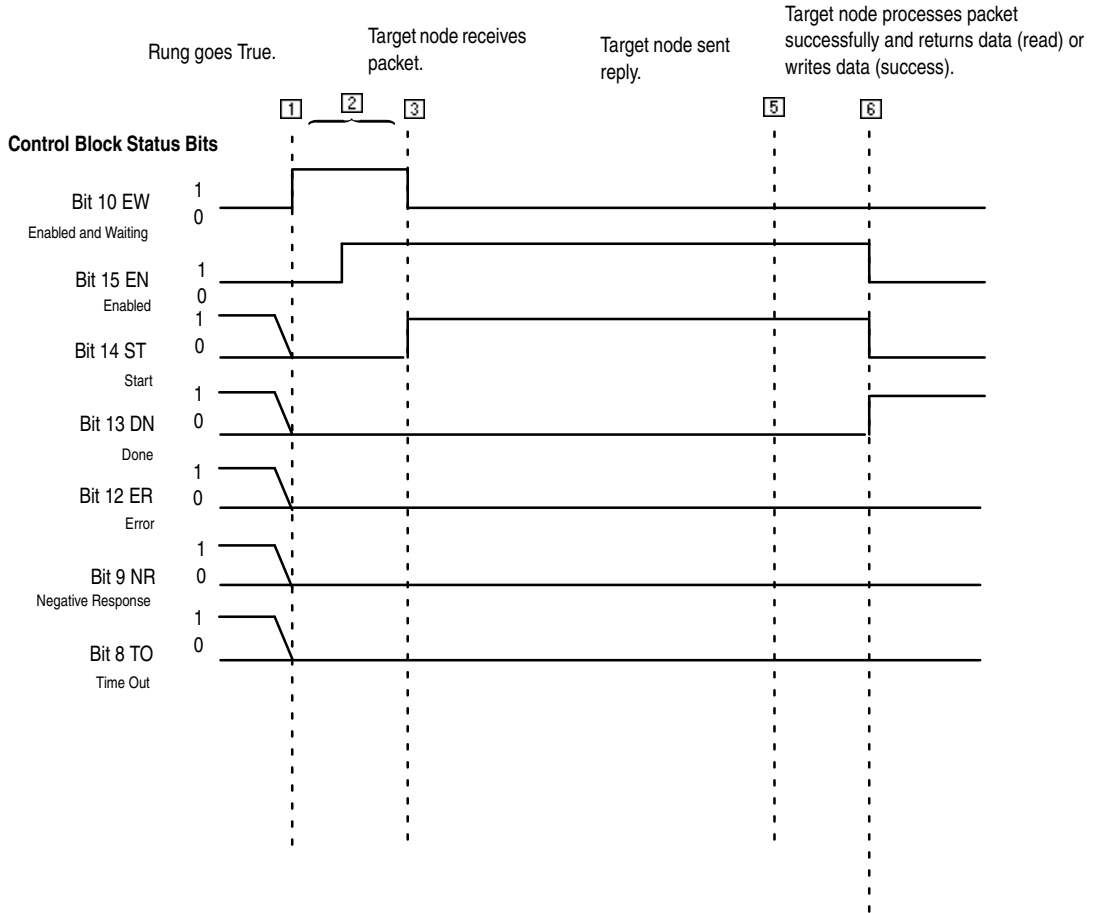 Target node processes packet
successfully and returns data (read) or
writes data (success).
Target node receives
packet.
Rung goes True.
Target node sent
reply.
1
2
3
5
6
Control Block Status Bits
Bit 10 EW
1
0
Enabled and Waiting
Bit 15 EN
1
0
Enabled
Bit 14 ST
1
0
Start
Bit 13 DN
1
0
Done
Bit 12 ER
1
0
Error
Bit 9 NR
1
0
Negative Response
Bit 8 TO
1
0
Time Out